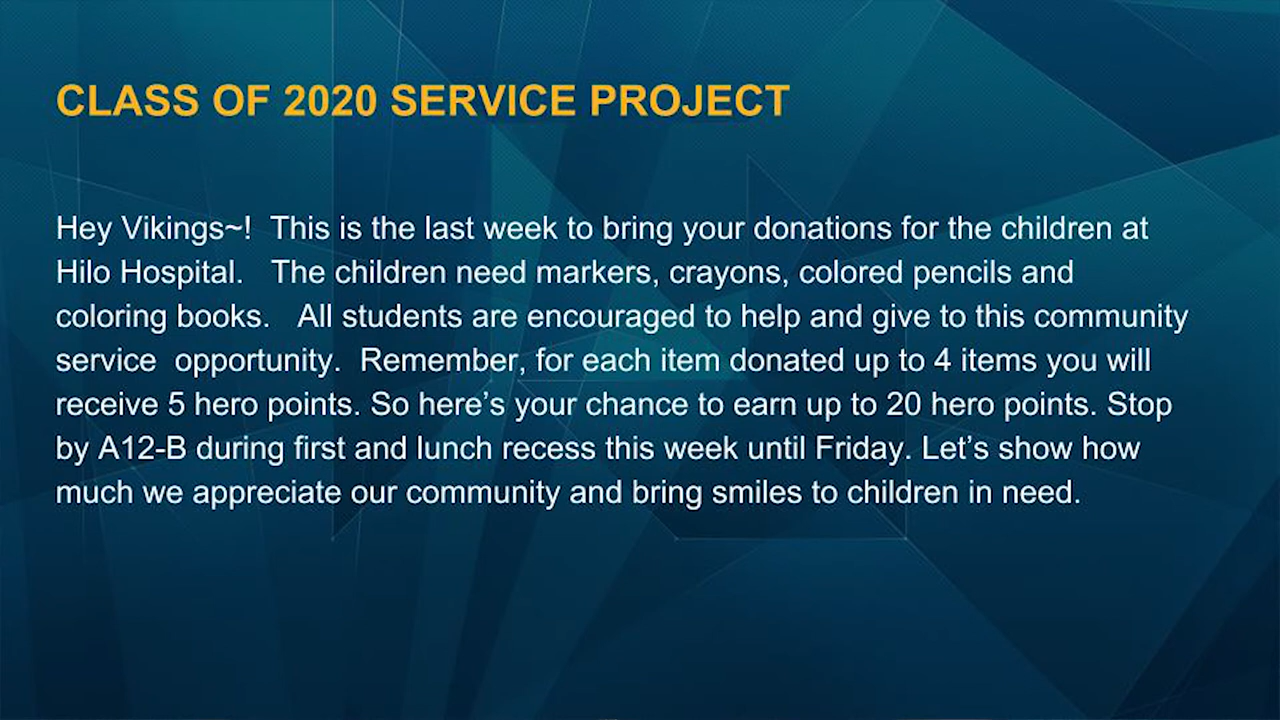 CLASS OF 2020 SERVICE PROJECT
Hey Vikings~!  This is the last week to bring your donations for the children at
Hilo Hospital.   The children need markers, crayons, colored pencils and
coloring books.   All students are encouraged to help and give to this community
service  opportunity.  Remember, for each item donated up to 4 items you will
receive 5 hero points. So here’s your chance to earn up to 20 hero points. Stop
by A12-B during first and lunch recess this week until Friday. Let’s show how
much we appreciate our community and bring smiles to children in need.